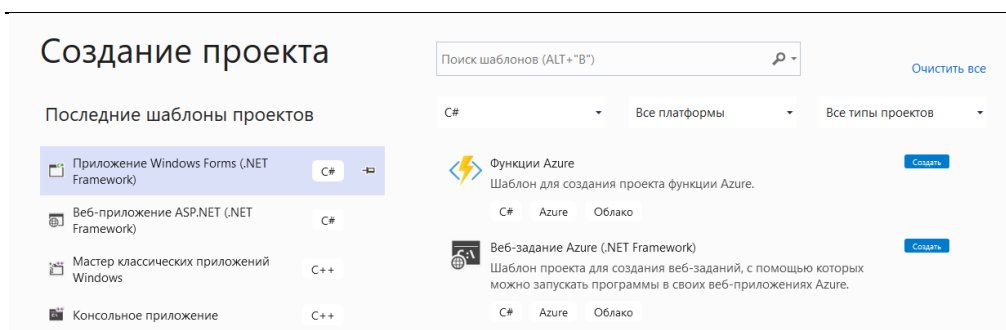 Создание проекта
Поиск шаблонов (ALT+"В")
Очистить все
Последние шаблоны проектов
C#
Все платформы
Все типы проектов
Приложение Windows Forms (.NET
Framework)
C#
Веб-приложение ASP.NET (.NET
Framework)
C#
Мастер классических приложений
Windows
C++
Консольное приложение
C++
Функции Azure
Создать
Шаблон для создания проекта функции Azure.
C# Azure Облако
Веб-задание Azure (.NET Framework)
Создать
Шаблон проекта для создания веб-заданий, с помощью которых
можно запускать программы в своих веб-приложениях Azure.
C# Azure Облако